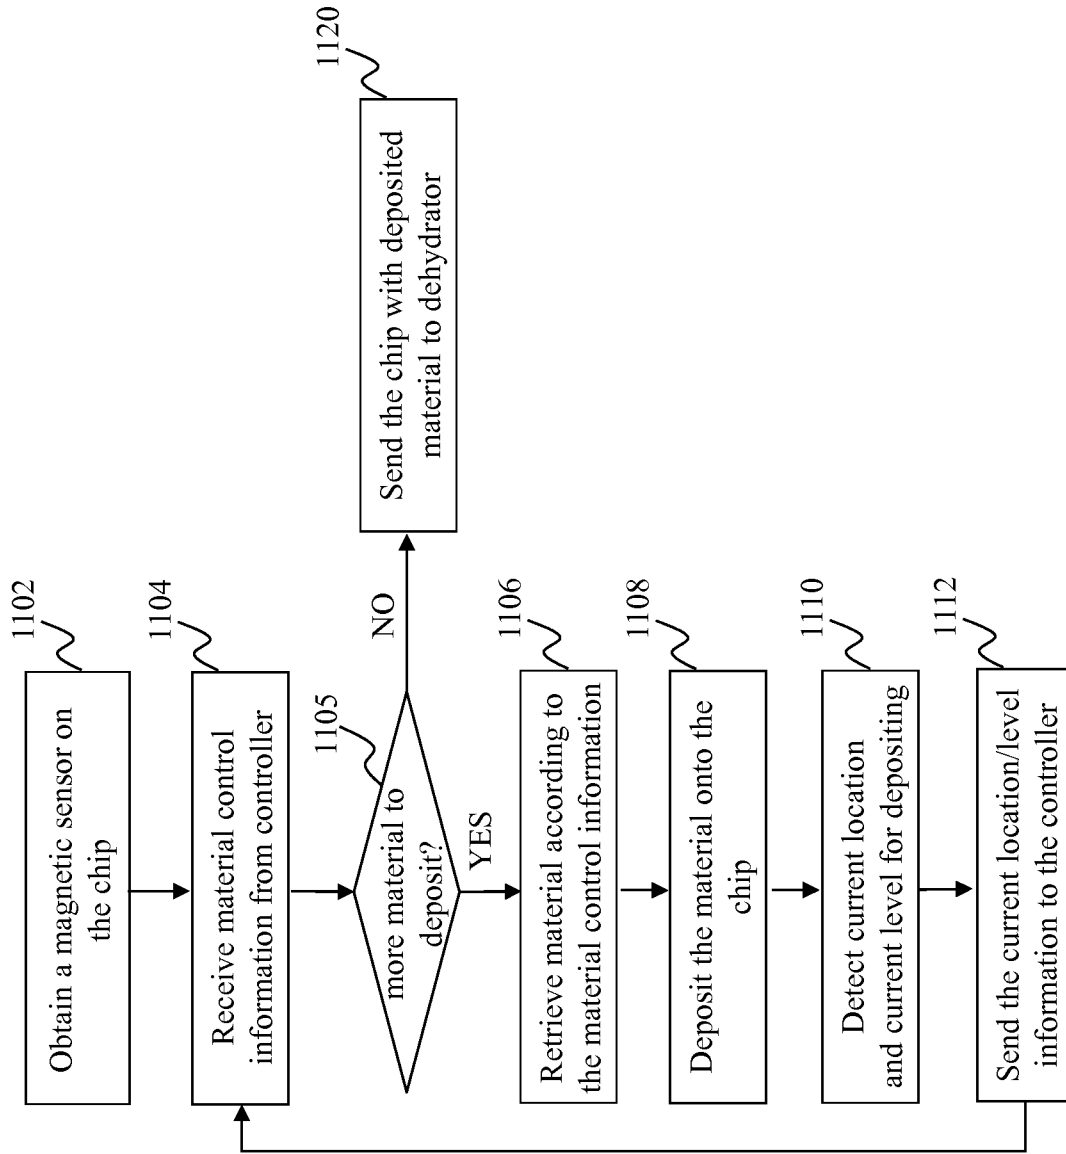 1102
Obtain a magnetic sensor on
the chip
1104
Receive material control
information from controller
1105
more material to
deposit?
NO
YES
1120
Send the chip with deposited
material to dehydrator
1106
Retrieve material according to
the material control information
1108
Deposit the material onto the
chip
1110
Detect current location
and current level for depositing
1112
Send the current location/level
information to the controller